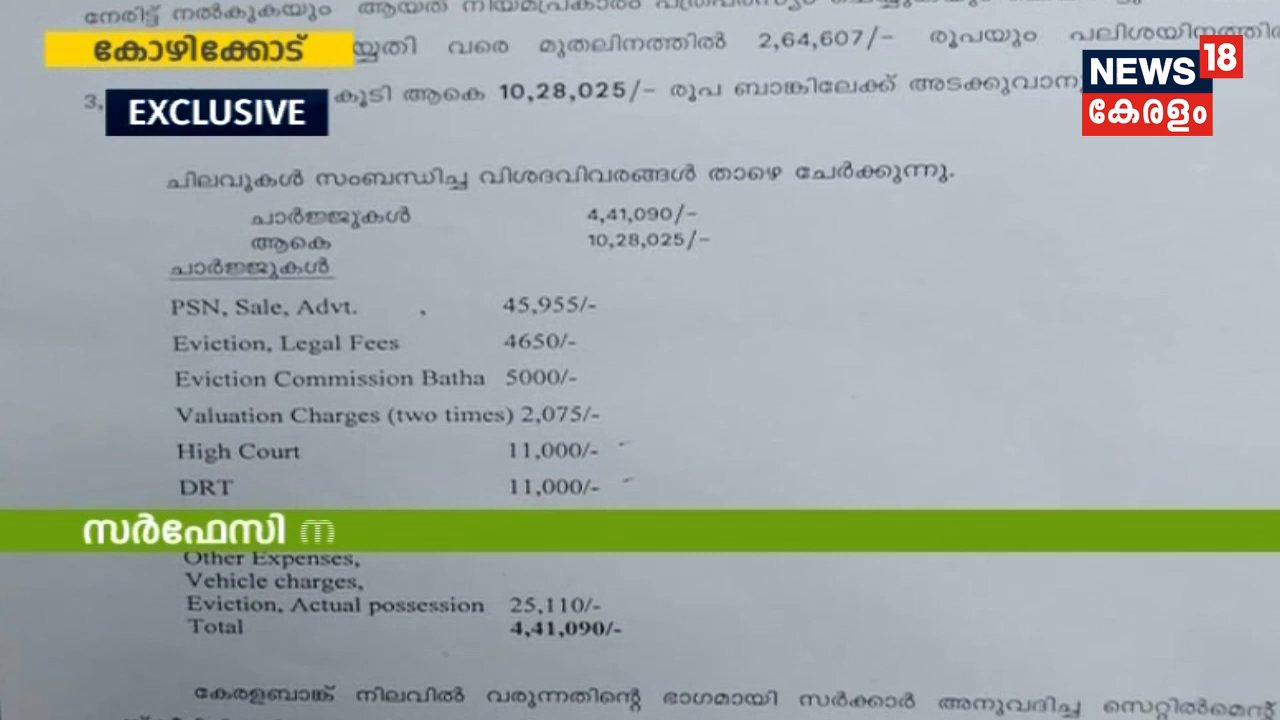 നേരിട്ട് നൽകുകയും ആയത് നിയമപ്രകാരം
കോഴിക്കോട്
യ്യതി വരെ മുതലിനത്തിൽ 2,64,607/- രൂപയും പലിശയിനത്തിൽ
NEWS 18
കേരളം
3,
EXCLUSIVE
കൂടി ആകെ 10,28,025/- രൂപ ബാങ്കിലേക്ക്
ചിലവുകൾ സംബന്ധിച്ച വിശദവിവരങ്ങൾ താഴെ ചേർക്കുന്നു.
ചാർജ്ജുകൾ 4,41,090/-
ആകെ 10,28,025/-
ചാർജ്ജുകൾ
PSN, Sale, Advt. 45,955/-
Eviction, Legal Fees 4650/-
Eviction Commission Batha 5000/-
Valuation Charges (two times) 2,075/-
High Court 11,000/-
DRT 11,000/-
സർഫേസി ന
Other Expenses,
Vehicle charges,
Eviction, Actual possession 25,110/-
Total 4,41,090/-
കേരളബാങ്ക് നിലവിൽ വരുന്നതിന്റെ ഭാഗമായി സർക്കാർ അനുവദിച്ച സെറ്റിൽമെന്റ്